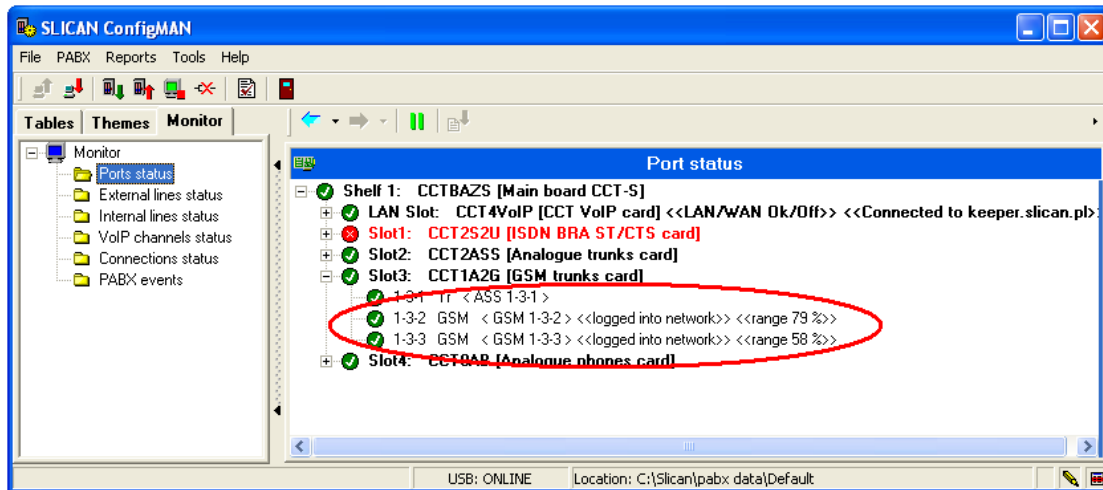 SLICAN ConfigMAN
File PABX Reports Tools Help
Tables Themes Monitor
Monitor
Ports status
External lines status
Internal lines status
VoIP channels status
Connections status
PABX events
Port status
Shelf 1: CCTBAZS [Main board CCT-S]
LAN Slot: CCT4VoIP [CCT VoIP card] <<LAN/WAN Ok/Off>> <<Connected to keeper.slican.pl>
Slot1: CCT2S2U [ISDN BRA ST/CTS card]
Slot2: CCT2ASS [Analogue trunks card]
Slot3: CCT1A2G [GSM trunks card]
1-3-1 Tr < ASS 1-3-1 >
1-3-2 GSM < GSM 1-3-2 > <<logged into network>> <<range 79 %>>
1-3-3 GSM < GSM 1-3-3 > <<logged into network>> <<range 58 %>>
Slot4: CCT8AB [Analogue phones card]
USB: ONLINE Location: C:\Slican\pabx data\Default